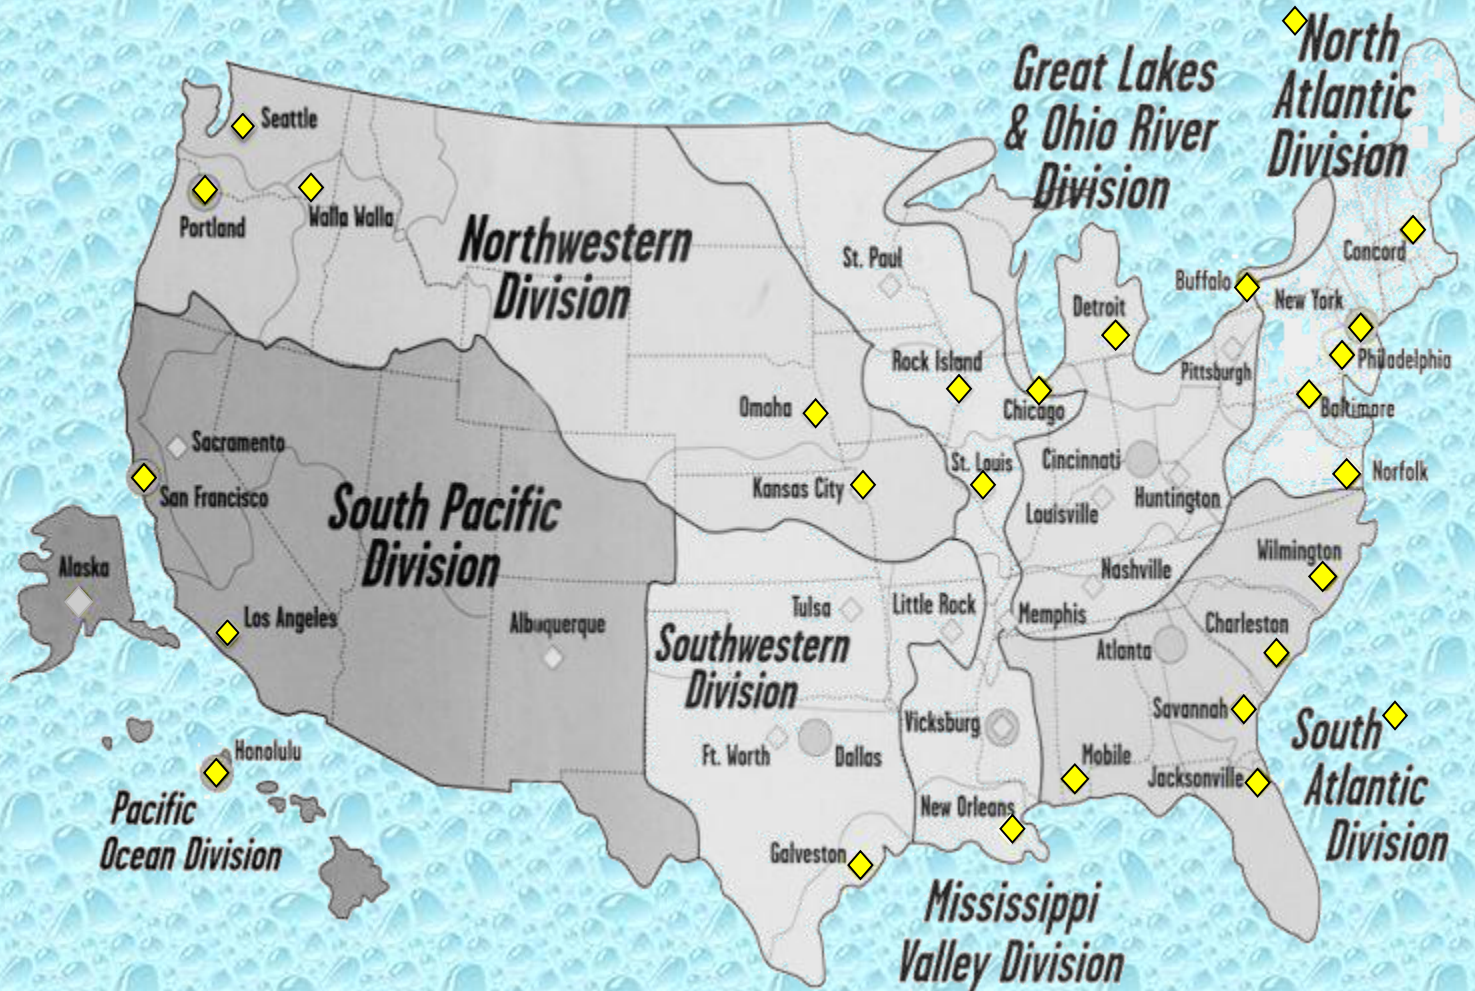 North
Atlantic
Division
Great Lakes
& Ohio River
Division
Seattle
Portland
Walla Walla
Northwestern
Division
St. Paul
Detroit
Buffalo
Concord
New York
Philadelphia
Pittsburgh
Baltimore
Rock Island
Chicago
Omaha
Kansas City
St. Louis
Cincinnati
Louisville
Huntington
Norfolk
Sacramento
San Francisco
South Pacific
Division
Alaska
Los Angeles
Albuquerque
Tulsa
Little Rock
Nashville
Memphis
Wilmington
Charleston
Atlanta
Savannah
Southwestern
Division
Ft. Worth
Dallas
Vicksburg
Mobile
Jacksonville
New Orleans
Galveston
South
Atlantic
Division
Honolulu
Pacific
Ocean Division
Mississippi
Valley Division